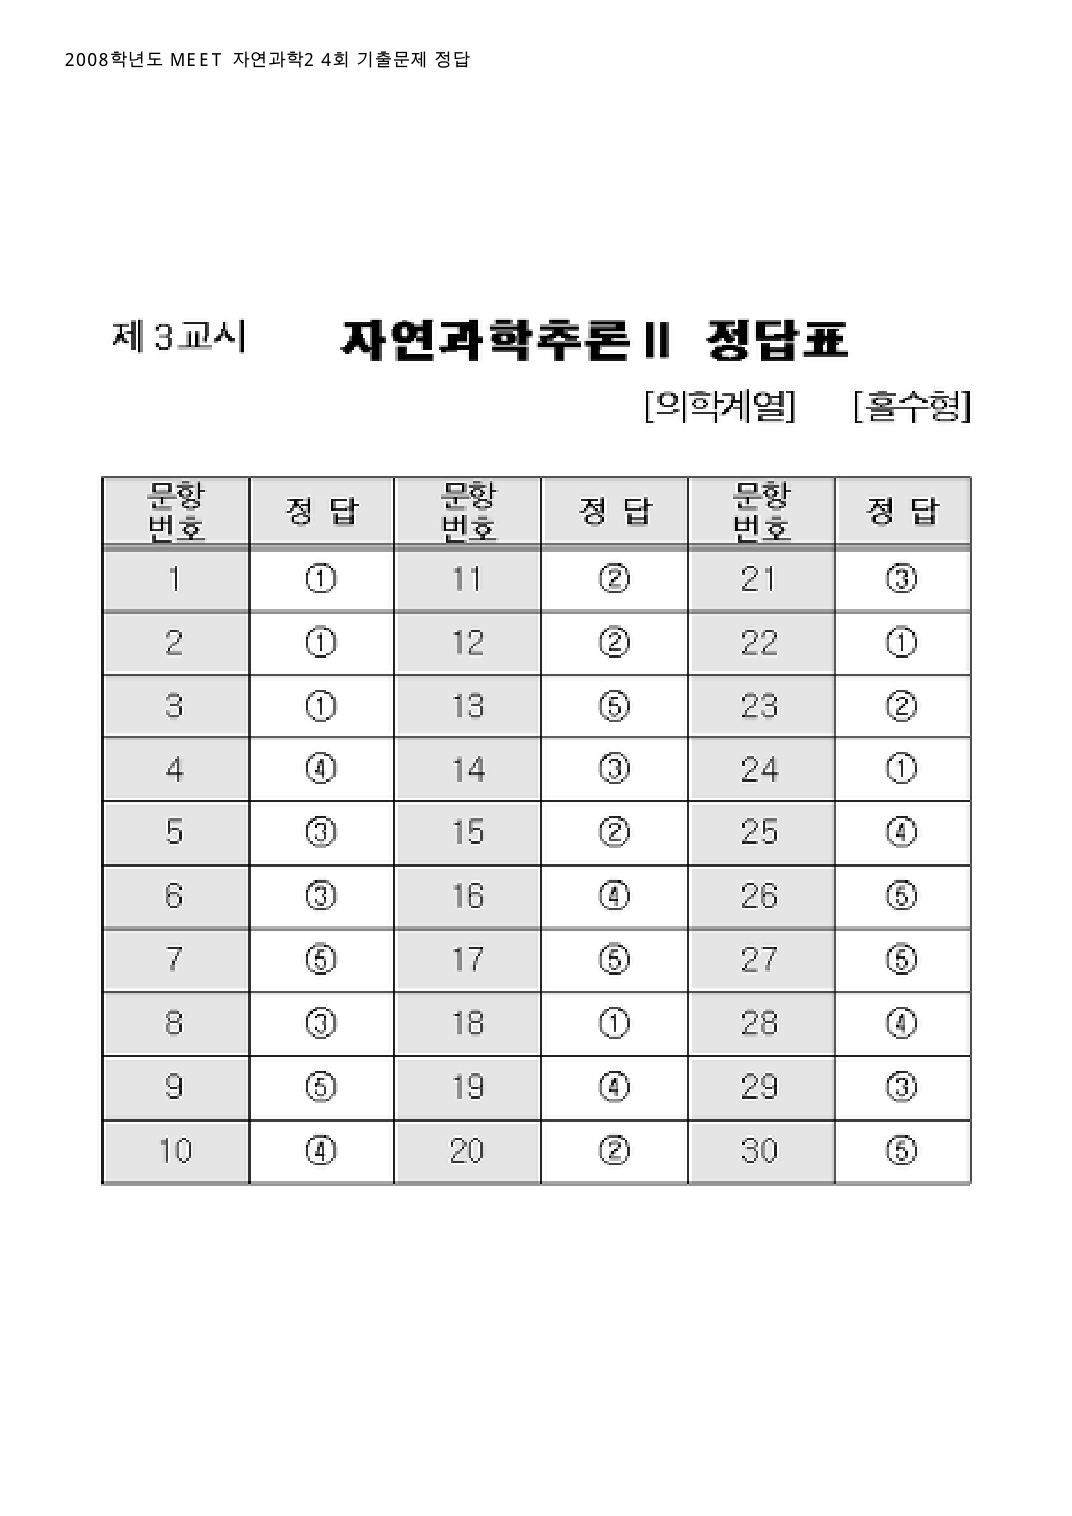 2008학년도 MEET 자연과학2 4회 기출문제 정답
제 3교시 자연과학추론Ⅱ 정답표
[의학계열] [홀수형]
문항 번호 정 답 문항 번호 정 답 문항 번호 정 답
1 ① 11 ② 21 ③
2 ① 12 ② 22 ①
3 ① 13 ⑤ 23 ②
4 ④ 14 ③ 24 ①
5 ③ 15 ② 25 ④
6 ③ 16 ④ 26 ⑤
7 ⑤ 17 ⑤ 27 ⑤
8 ③ 18 ① 28 ④
9 ⑤ 19 ④ 29 ③
10 ④ 20 ② 30 ⑤